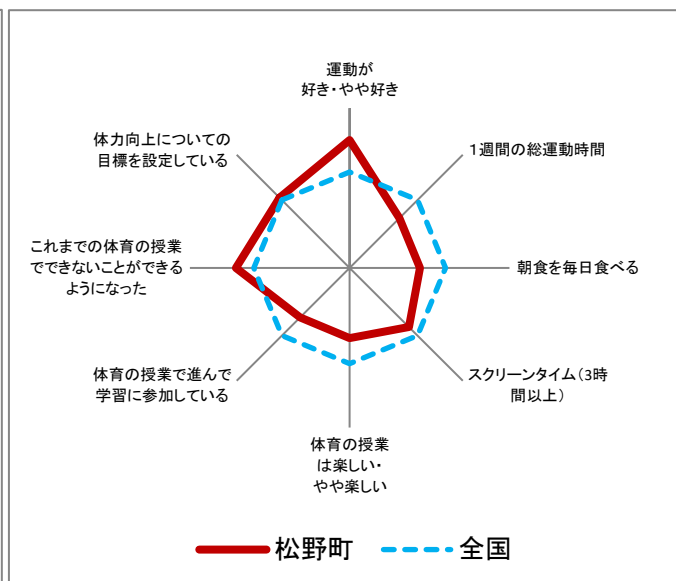 運動が
好き・やや好き
1週間の総運動時間
朝食を毎日食べる
スクリーンタイム(3時
間以上)
体育の授業
は楽しい・
やや楽しい
体育の授業で進んで
学習に参加している
これまでの体育の授業
でできないことができる
ようになった
体力向上についての
目標を設定している
松野町
全国